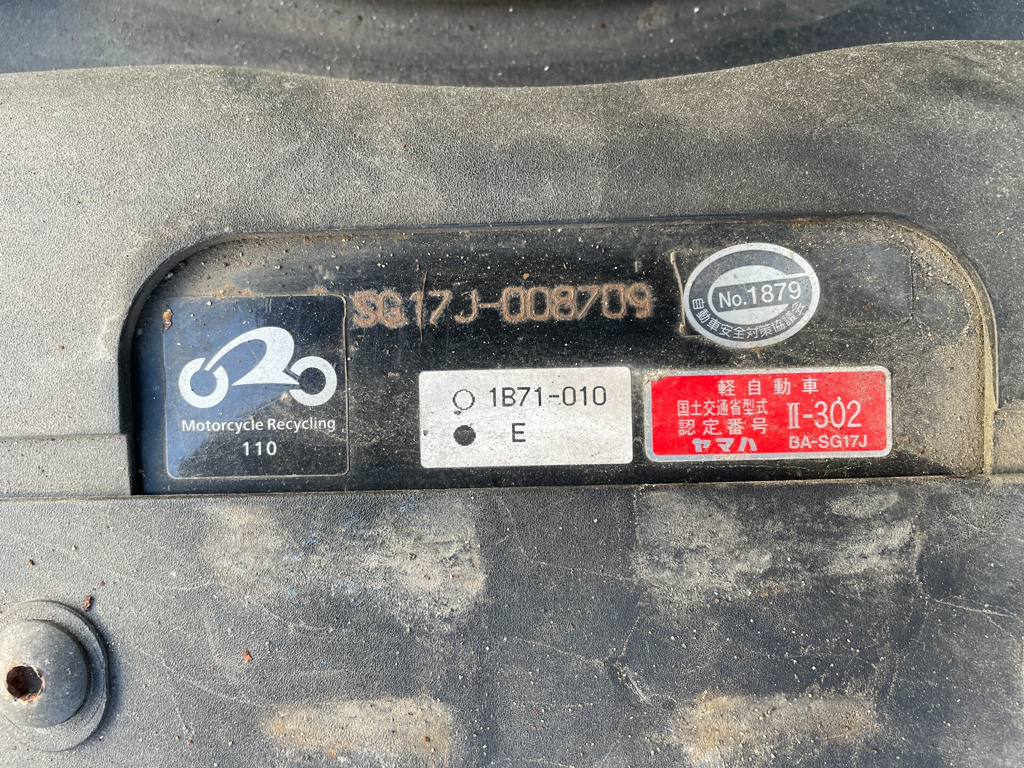 SG17J-008709
No.1879
自動車安全対策協議会
Motorcycle Recycling
110
1B71-010
E
軽自動車
国土交通省型式
認定番号
II-302
ヤマハ
BA-SG17J